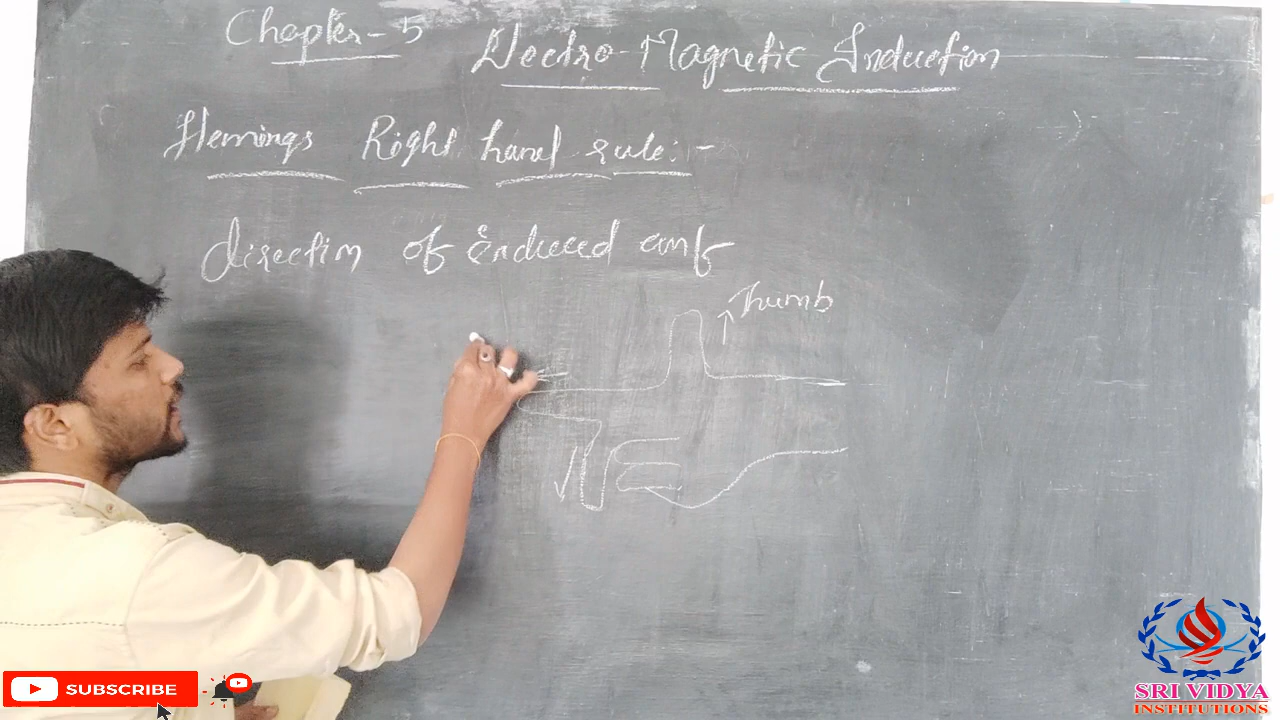 Chapter-5
Electro-Magnetic Induction
Flemings Right hand rule:-
direction of induced emf
Thumb
SUBSCRIBE
SRI VIDYA
INSTITUTIONS